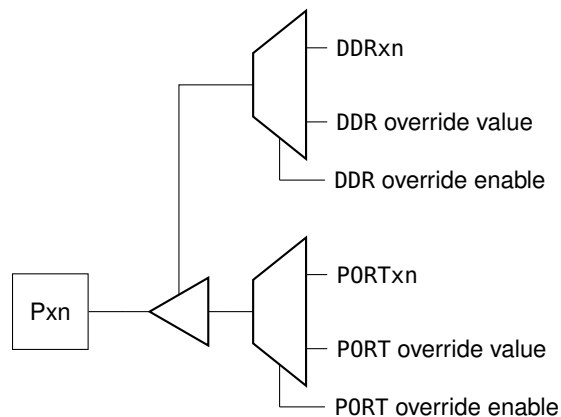 DDRxn
DDR override value
DDR override enable
Pxn
PORTxn
PORT override value
PORT override enable